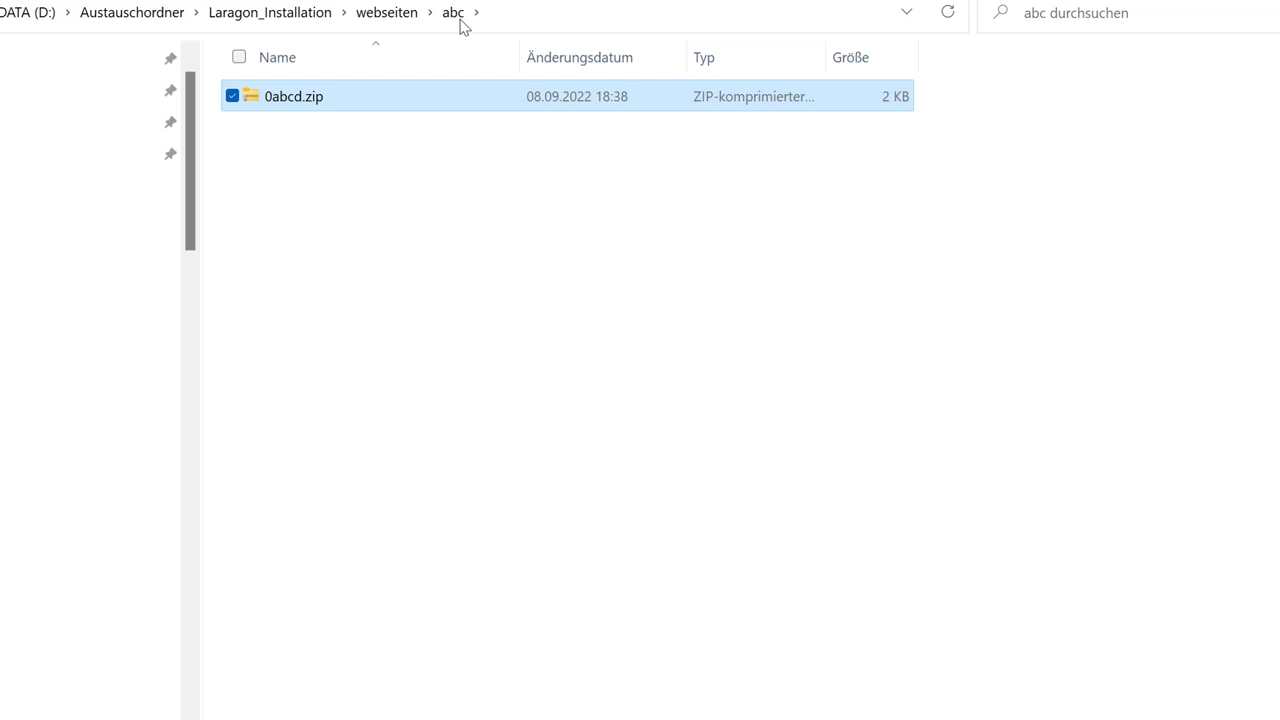 DATA (D:) › Austauschordner › Laragon_Installation › webseiten › abc ›
abc durchsuchen
Name Änderungsdatum Typ Größe
0abcd.zip 08.09.2022 18:38 ZIP-komprimierter... 2 KB